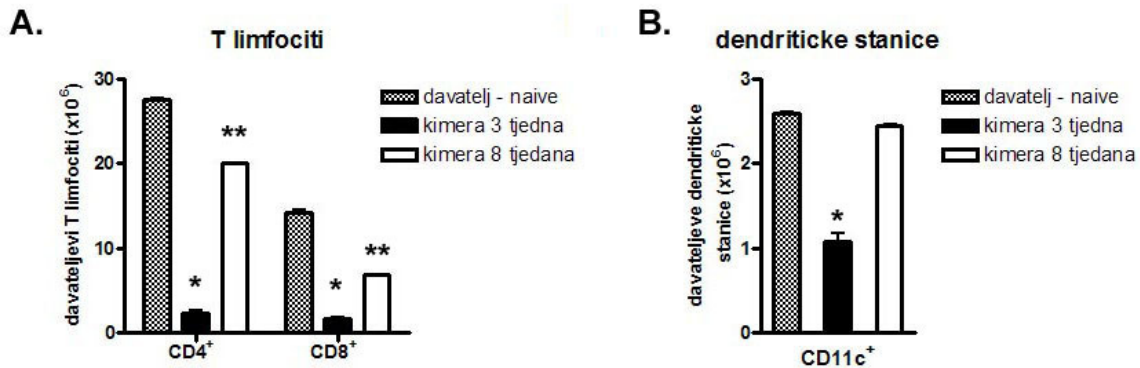 A.
T limfociti
davateljevi T limfociti (x10⁶)
30
20
10
0
*
**
*
**
CD4⁺
CD8⁺
davatelj - naive
kimera 3 tjedna
kimera 8 tjedana
B.
dendriticke stanice
davateljeve dendriticke
stanice (x10⁶)
3
2
1
0
*
CD11c⁺
davatelj - naive
kimera 3 tjedna
kimera 8 tjedana